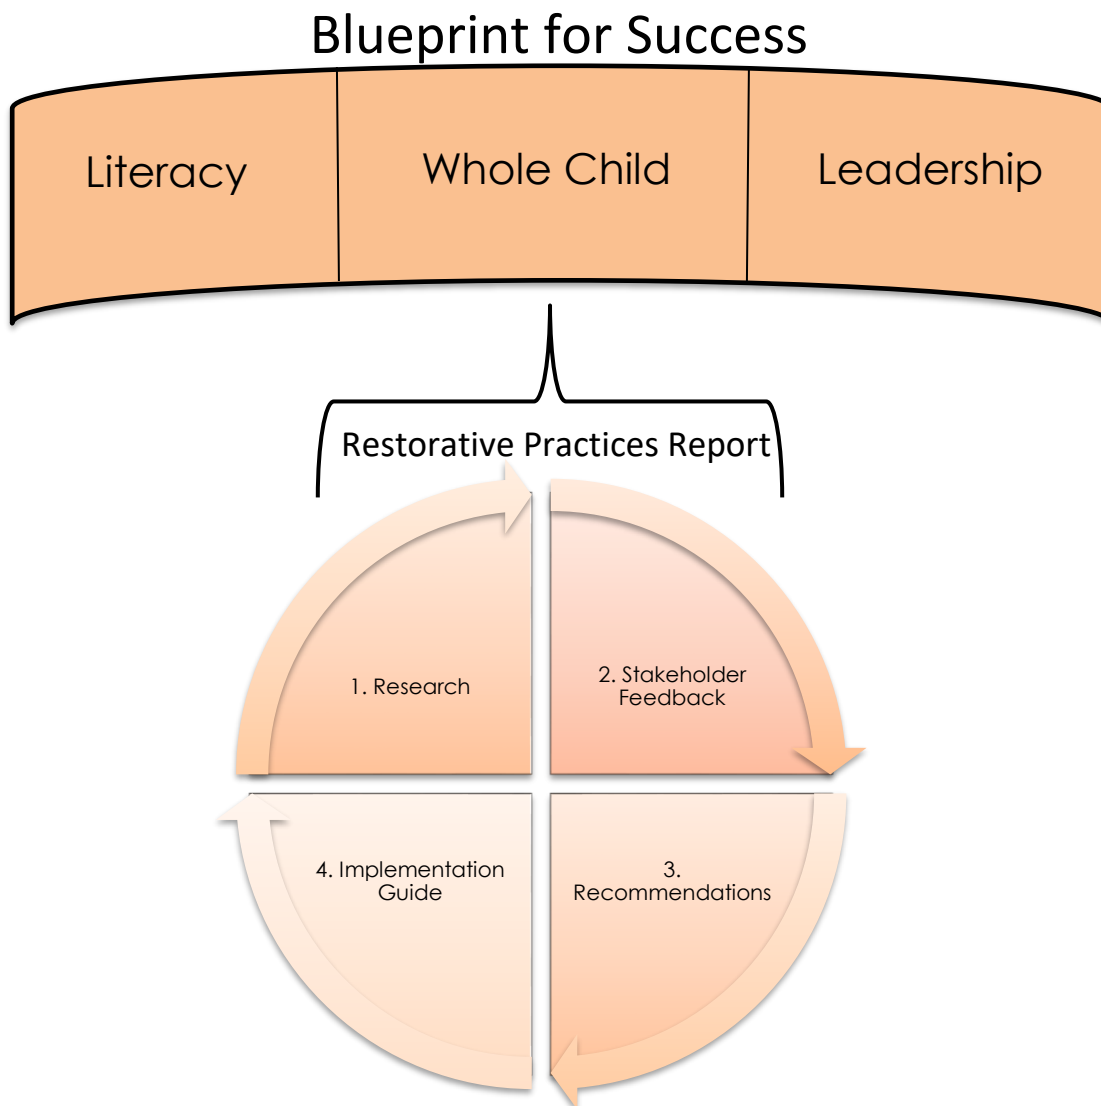 Blueprint for Success
Literacy
Whole Child
Leadership
Restorative Practices Report
1. Research
2. Stakeholder
Feedback
3.
Recommendations
4. Implementation
Guide